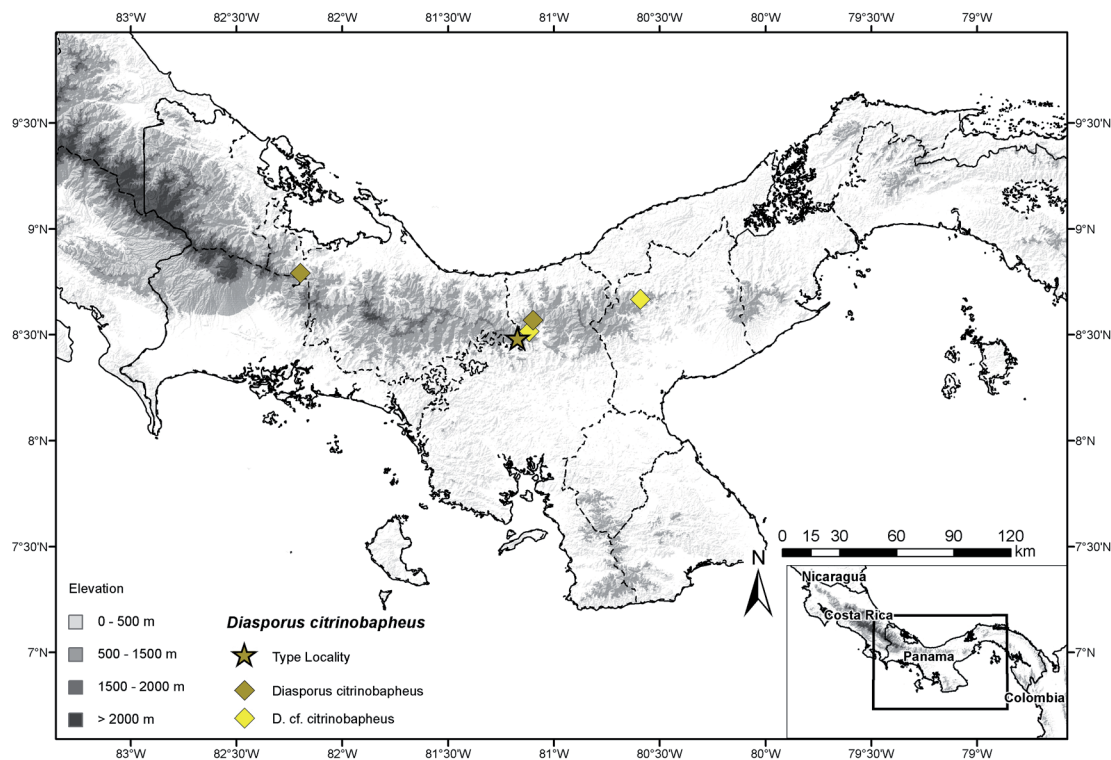 83°W 82°30'W 82°W 81°30'W 81°W 80°30'W 80°W 79°30'W 79°W
9°30'N 9°30'N
9°N 9°N
8°30'N 8°30'N
8°N 8°N
7°30'N 7°30'N
7°N 7°N
0 15 30 60 90 120
km
N
Elevation
0 - 500 m
500 - 1500 m
1500 - 2000 m
> 2000 m
Diasporus citrinobapheus
Type Locality
Diasporus citrinobapheus
D. cf. citrinobapheus
Nicaragua
Costa Rica
Panama
Colombia
83°W 82°30'W 82°W 81°30'W 81°W 80°30'W 80°W 79°30'W 79°W